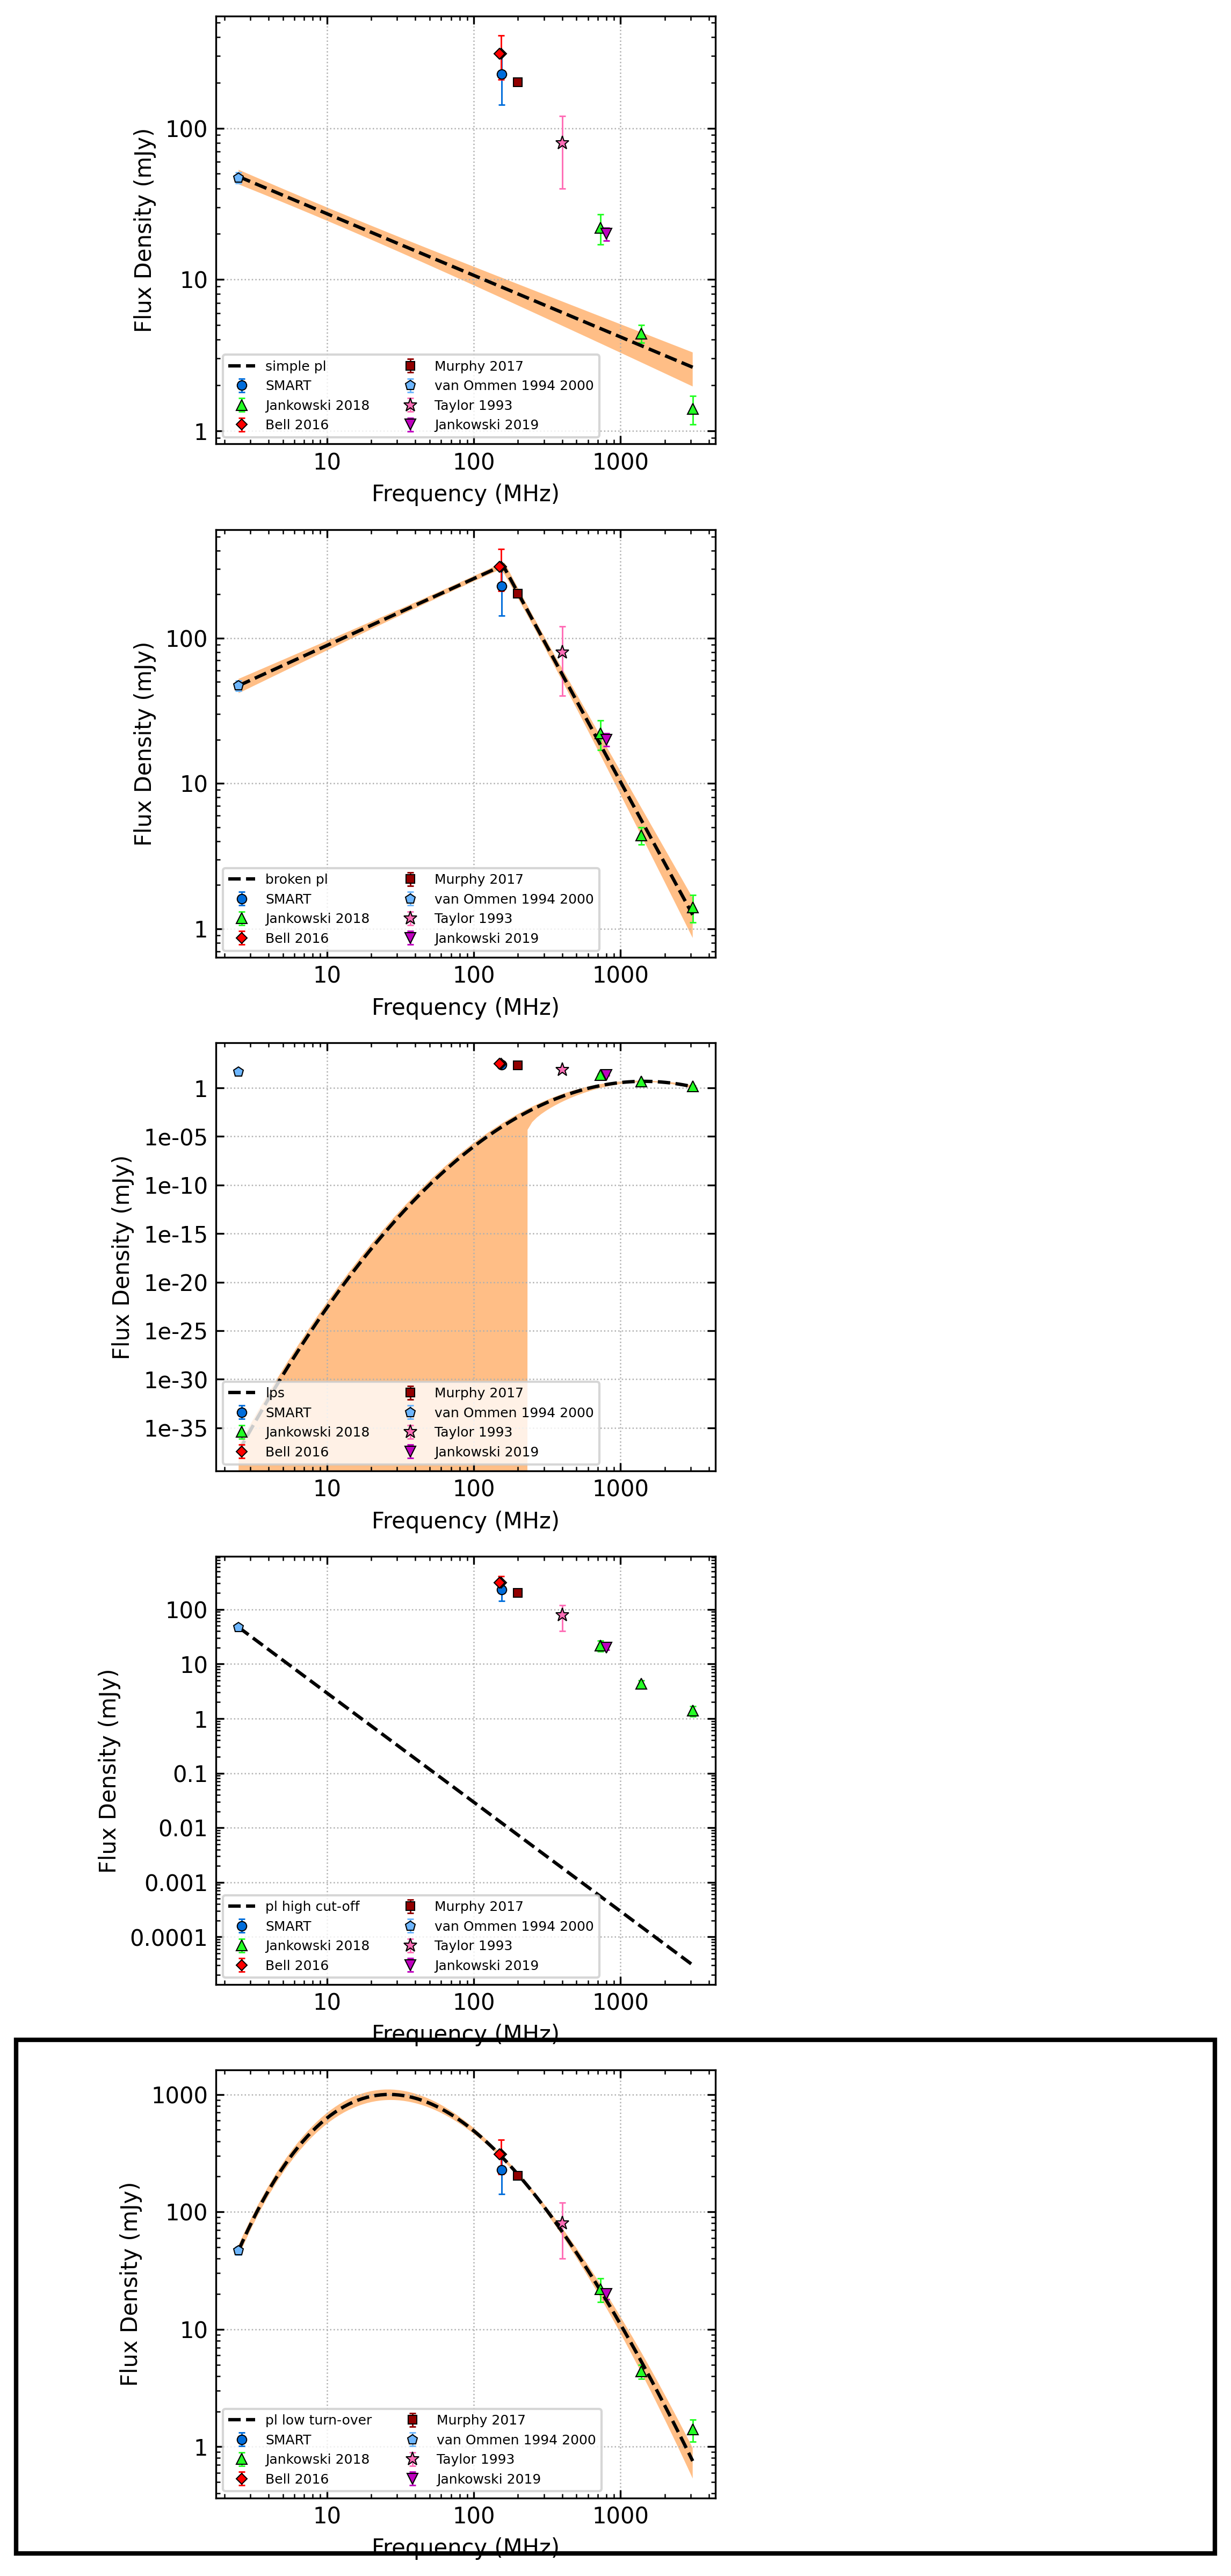 100
10
1
Flux Density (mJy)
simple pl
SMART
Jankowski 2018
Bell 2016
Murphy 2017
van Ommen 1994 2000
Taylor 1993
Jankowski 2019
10 100 1000
Frequency (MHz)
100
10
1
Flux Density (mJy)
broken pl
SMART
Jankowski 2018
Bell 2016
Murphy 2017
van Ommen 1994 2000
Taylor 1993
Jankowski 2019
10 100 1000
Frequency (MHz)
1
1e-05
1e-10
1e-15
1e-20
1e-25
1e-30
1e-35
Flux Density (mJy)
lps
SMART
Jankowski 2018
Bell 2016
Murphy 2017
van Ommen 1994 2000
Taylor 1993
Jankowski 2019
10 100 1000
Frequency (MHz)
100
10
1
0.1
0.01
0.001
0.0001
Flux Density (mJy)
pl high cut-off
SMART
Jankowski 2018
Bell 2016
Murphy 2017
van Ommen 1994 2000
Taylor 1993
Jankowski 2019
10 100 1000
Frequency (MHz)
1000
100
10
1
Flux Density (mJy)
pl low turn-over
SMART
Jankowski 2018
Bell 2016
Murphy 2017
van Ommen 1994 2000
Taylor 1993
Jankowski 2019
10 100 1000
Frequency (MHz)